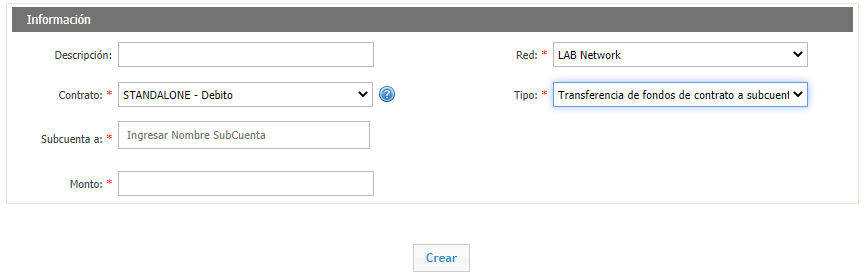 Información
Descripción:
Red: * LAB Network
Contrato: * STANDALONE - Debito ?
Tipo: * Transferencia de fondos de contrato a subcuent
Subcuenta a: * Ingresar Nombre SubCuenta
Monto: *
Crear